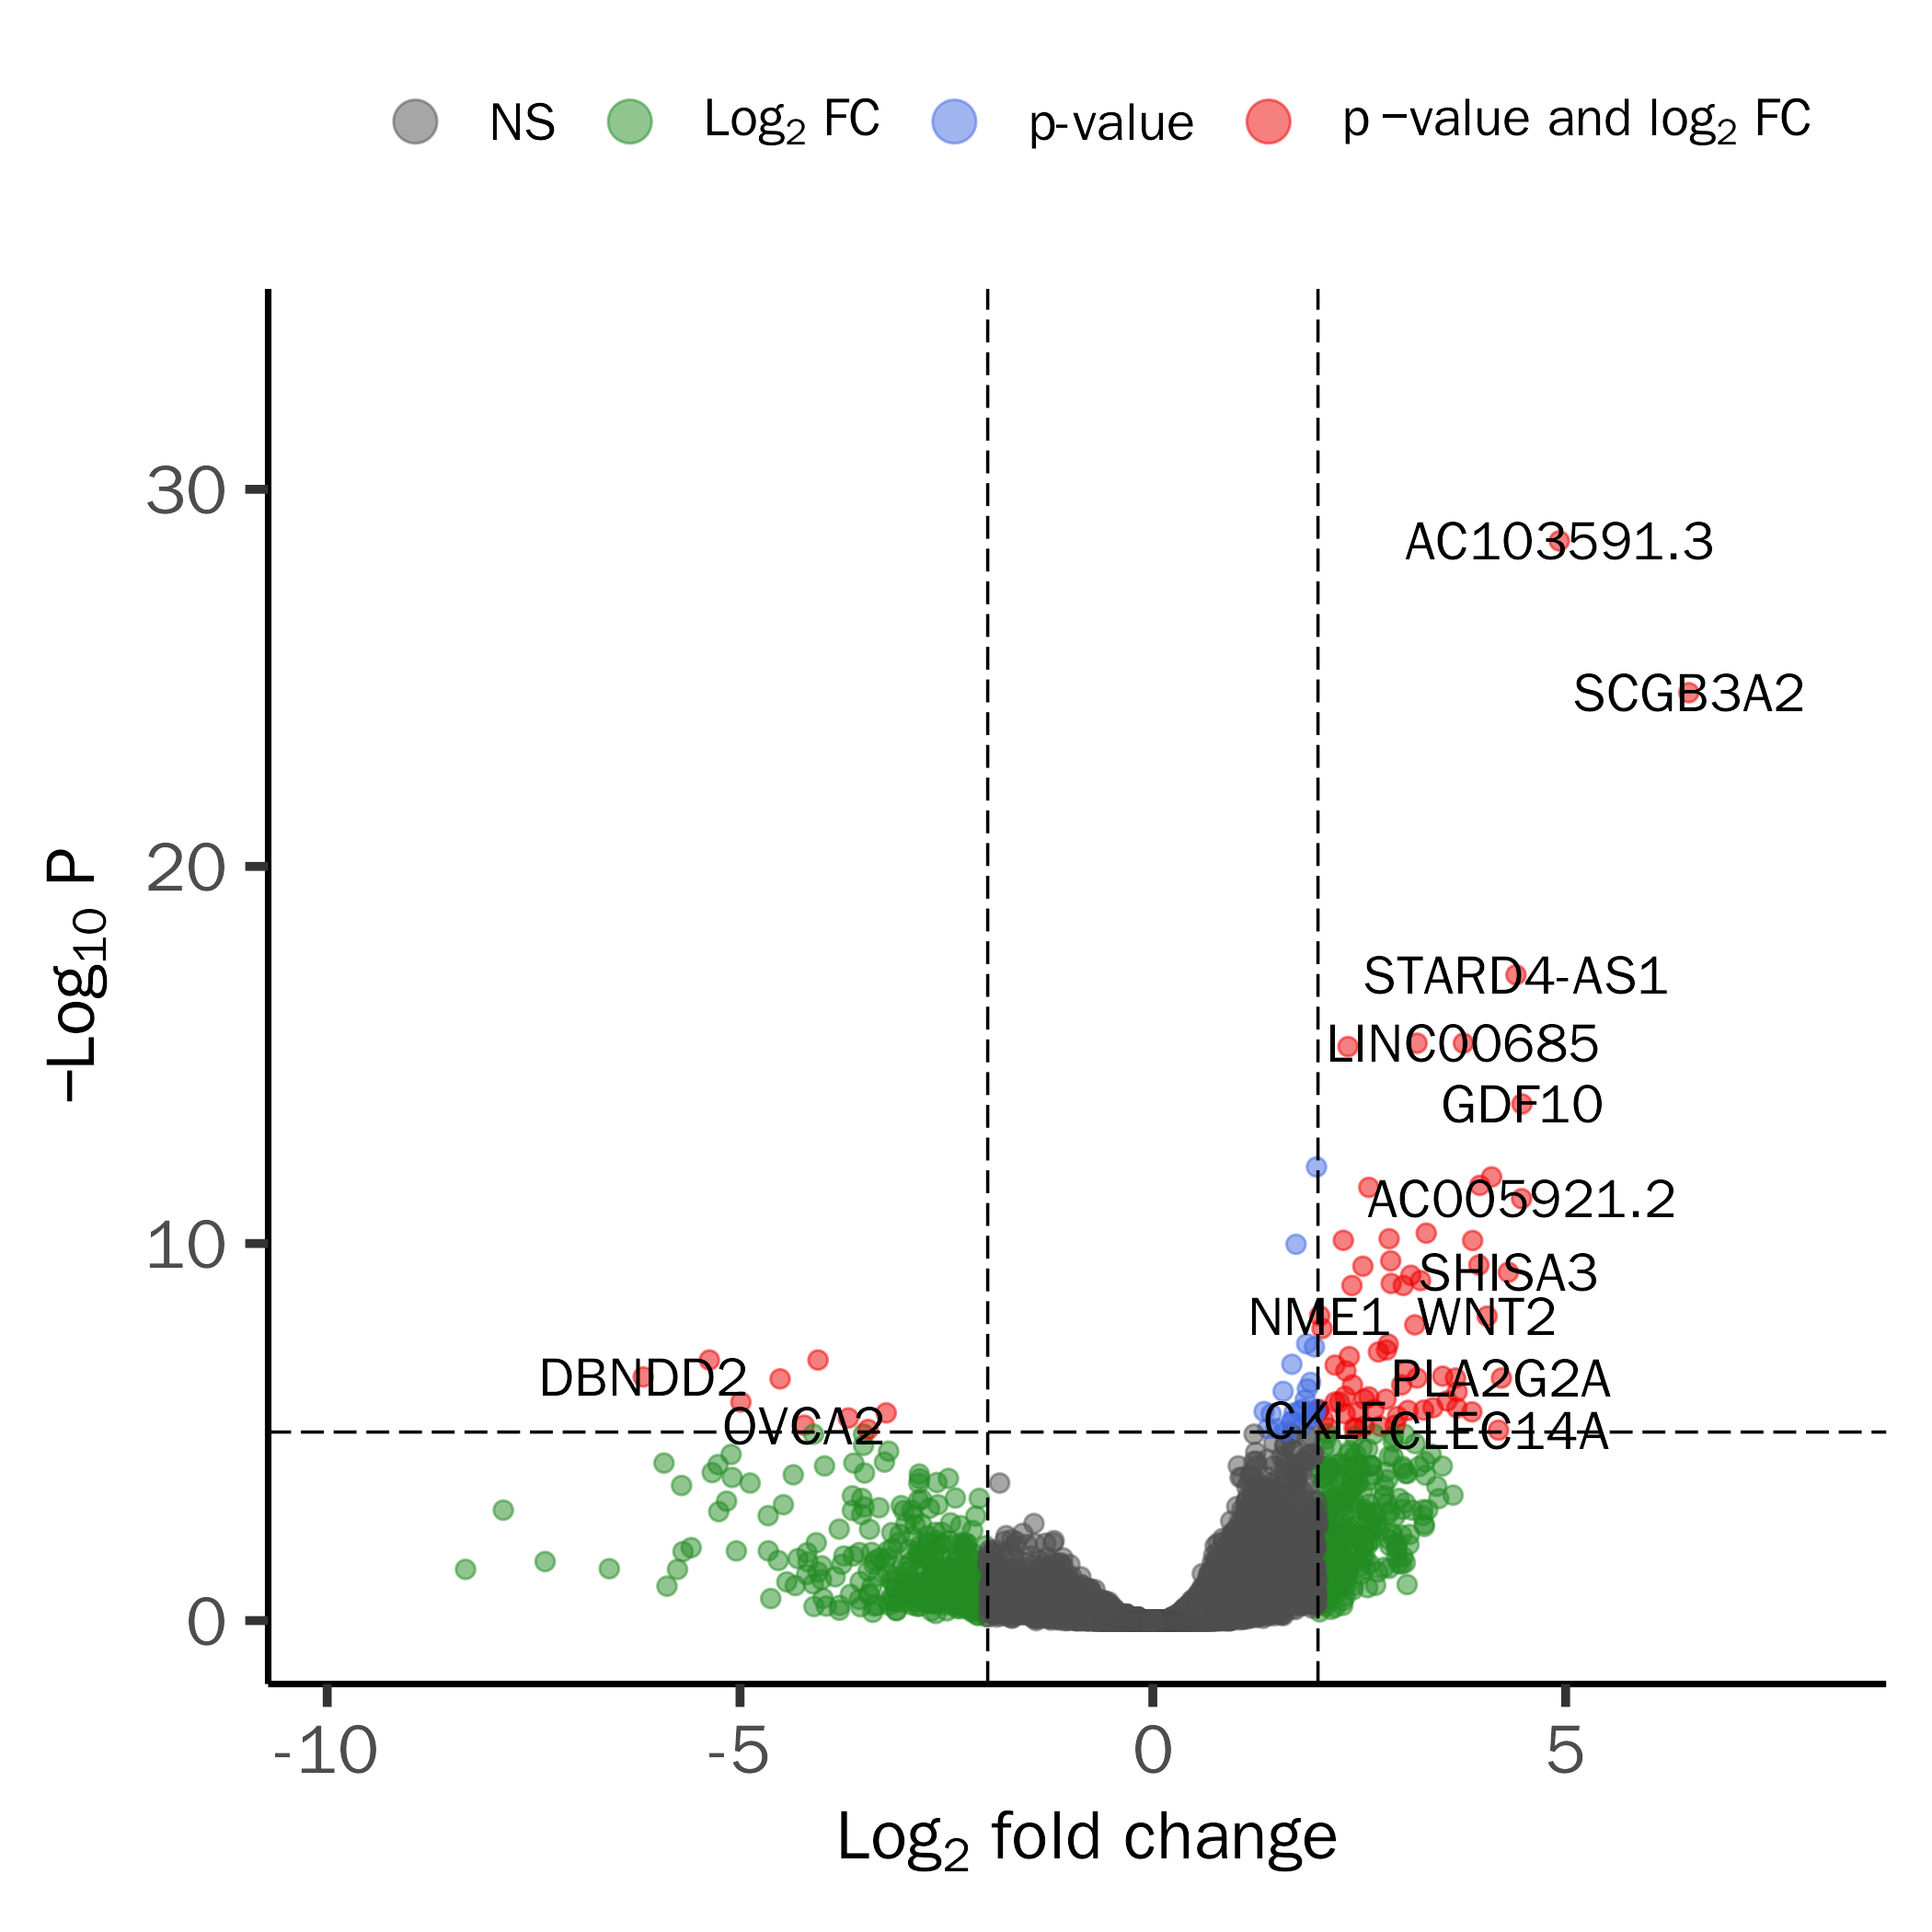 NS Log2 FC p-value p −value and log2 FC
30
20
10
0
−Log10 P
AC103591.3
SCGB3A2
STARD4-AS1
LINC00685
GDF10
AC005921.2
SHISA3
NME1 WNT2
DBNDD2 PLA2G2A
OVCA2 CKLF CLEC14A
-10 -5 0 5
Log2 fold change